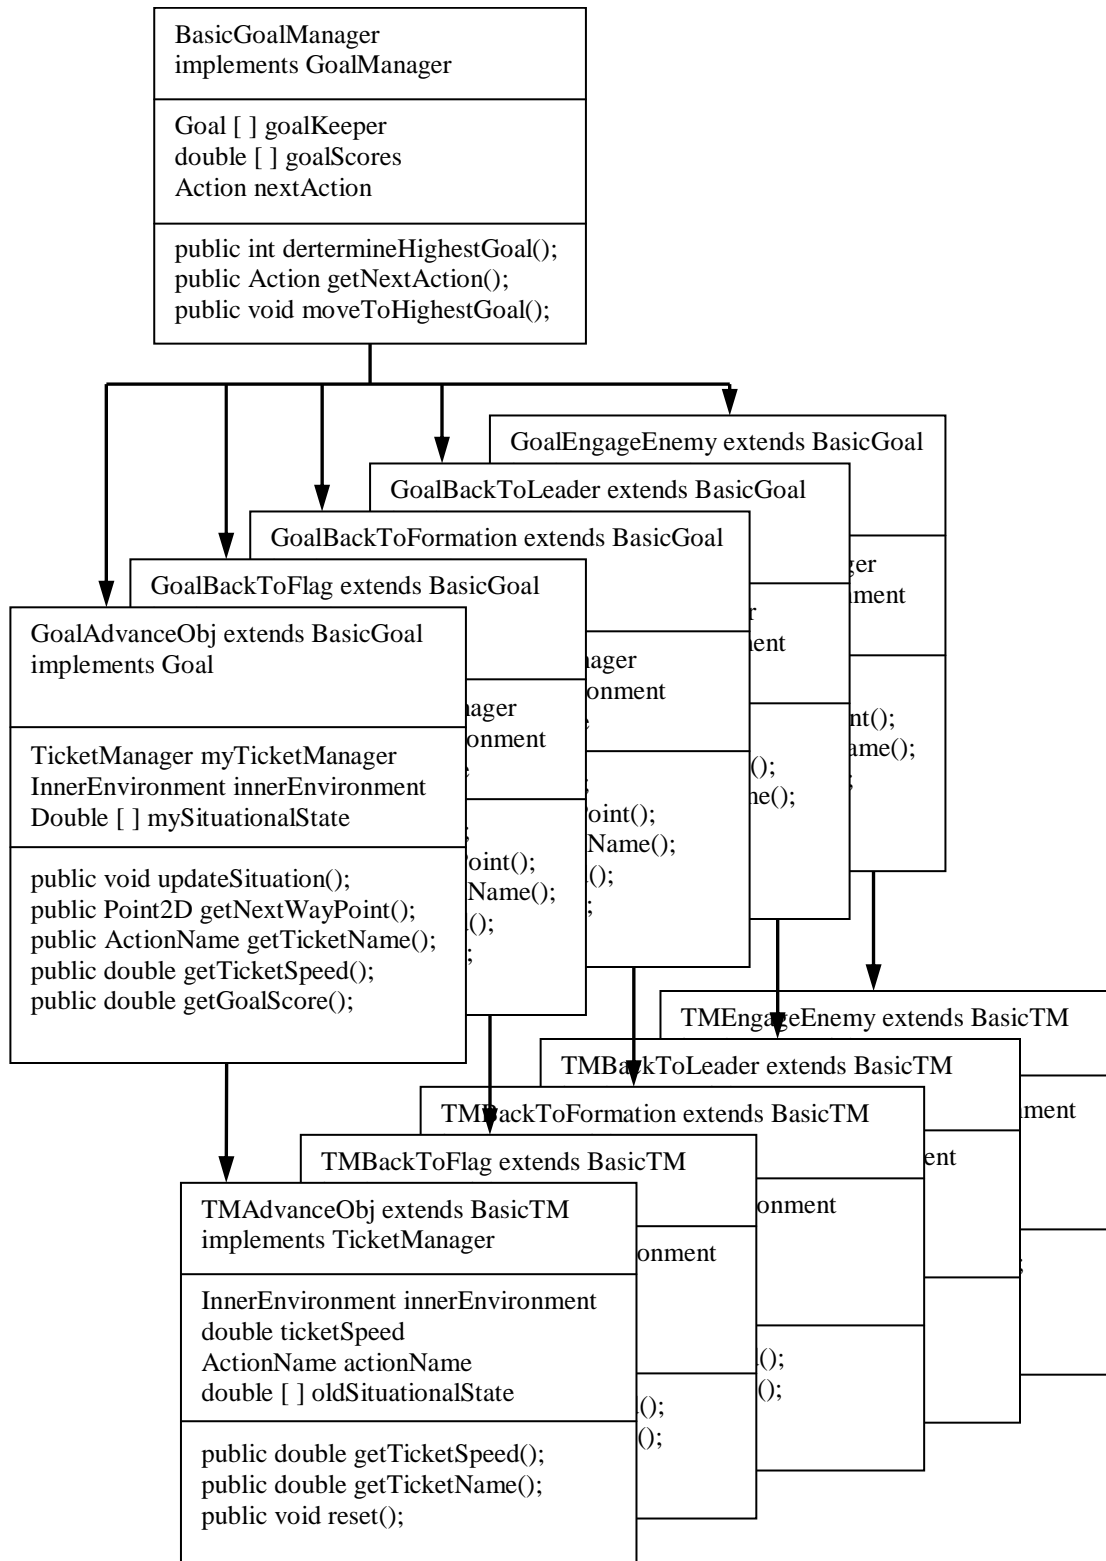 BasicGoalManager
implements GoalManager
Goal [ ] goalKeeper
double [ ] goalScores
Action nextAction
public int dertermineHighestGoal();
public Action getNextAction();
public void moveToHighestGoal();
GoalEngageEnemy extends BasicGoal
GoalBackToLeader extends BasicGoal
GoalBackToFormation extends BasicGoal
GoalBackToFlag extends BasicGoal
GoalAdvanceObj extends BasicGoal
implements Goal
TicketManager myTicketManager
InnerEnvironment innerEnvironment
Double [ ] mySituationalState
public void updateSituation();
public Point2D getNextWayPoint();
public ActionName getTicketName();
public double getTicketSpeed();
public double getGoalScore();
TMEngageEnemy extends BasicTM
TMBackToLeader extends BasicTM
TMBackToFormation extends BasicTM
TMBackToFlag extends BasicTM
TMAdvanceObj extends BasicTM
implements TicketManager
InnerEnvironment innerEnvironment
double ticketSpeed
ActionName actionName
double [ ] oldSituationalState
public double getTicketSpeed();
public double getTicketName();
public void reset();